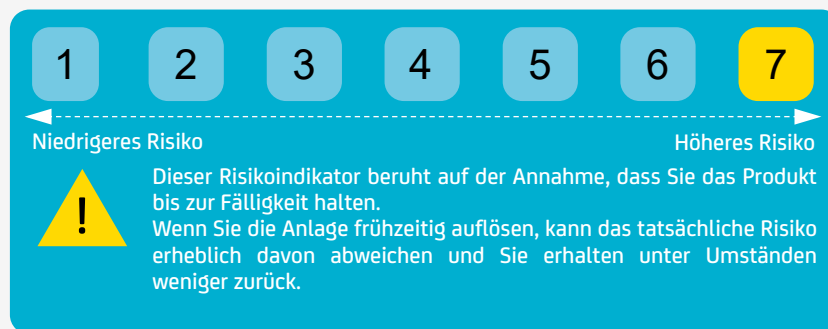 1 2 3 4 5 6 7
Niedrigeres Risiko Höheres Risiko
! Dieser Risikoindikator beruht auf der Annahme, dass Sie das Produkt
bis zur Fälligkeit halten.
Wenn Sie die Anlage frühzeitig auflösen, kann das tatsächliche Risiko
erheblich davon abweichen und Sie erhalten unter Umständen
weniger zurück.